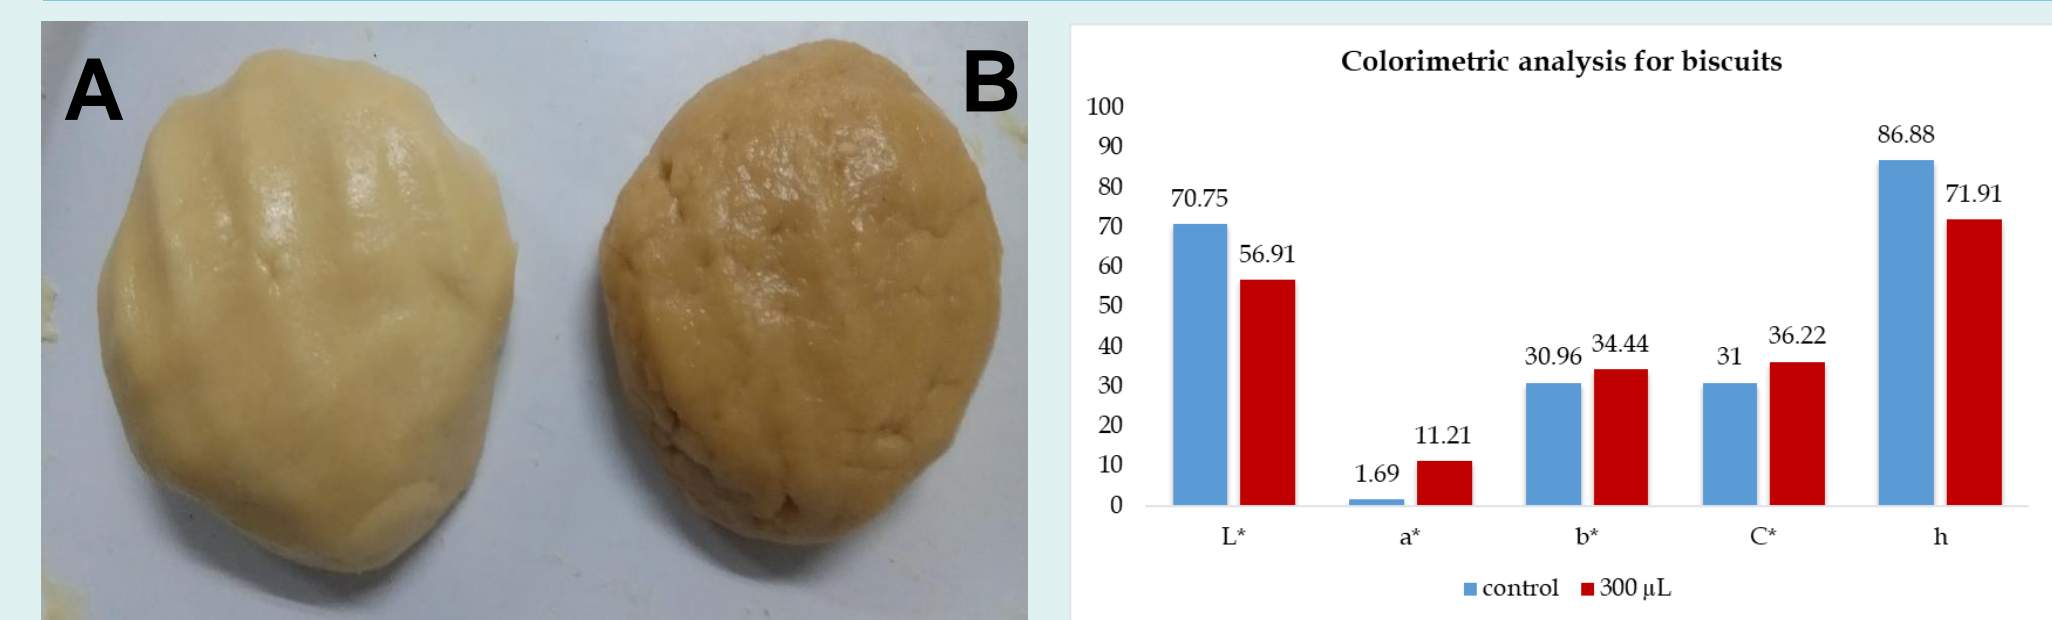 A
B
Colorimetric analysis for biscuits
100
90
80
70
60
50
40
30
20
10
0
70.75
56.91
1.69
11.21
30.96
34.44
31
36.22
86.88
71.91
L*
a*
b*
C*
h
control
300 µL